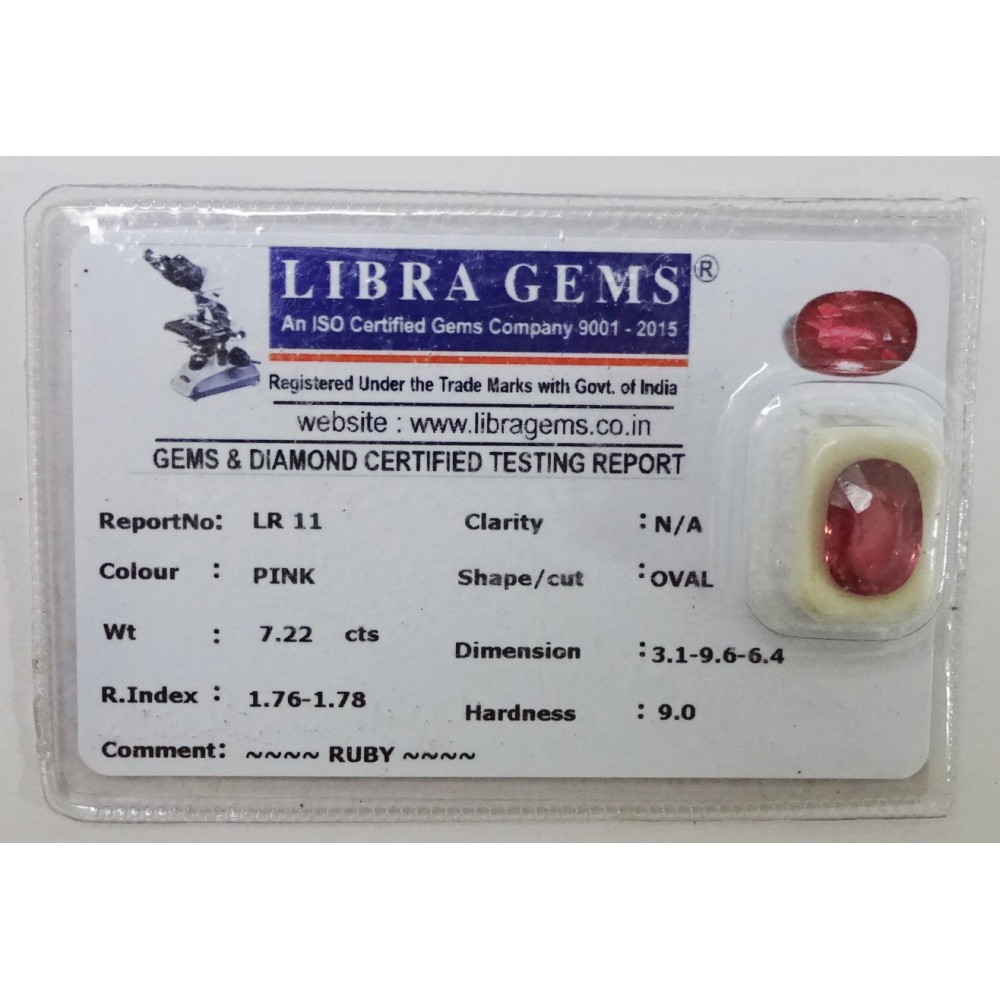 LIBRA GEMS®
An ISO Certified Gems Company 9001 - 2015
Registered Under the Trade Marks with Govt. of India
website : www.libragems.co.in
GEMS & DIAMOND CERTIFIED TESTING REPORT
ReportNo: LR 11 Clarity : N/A
Colour : PINK Shape/cut : OVAL
Wt : 7.22 cts Dimension : 3.1-9.6-6.4
R.Index : 1.76-1.78 Hardness : 9.0
Comment: ~~~~ RUBY ~~~~